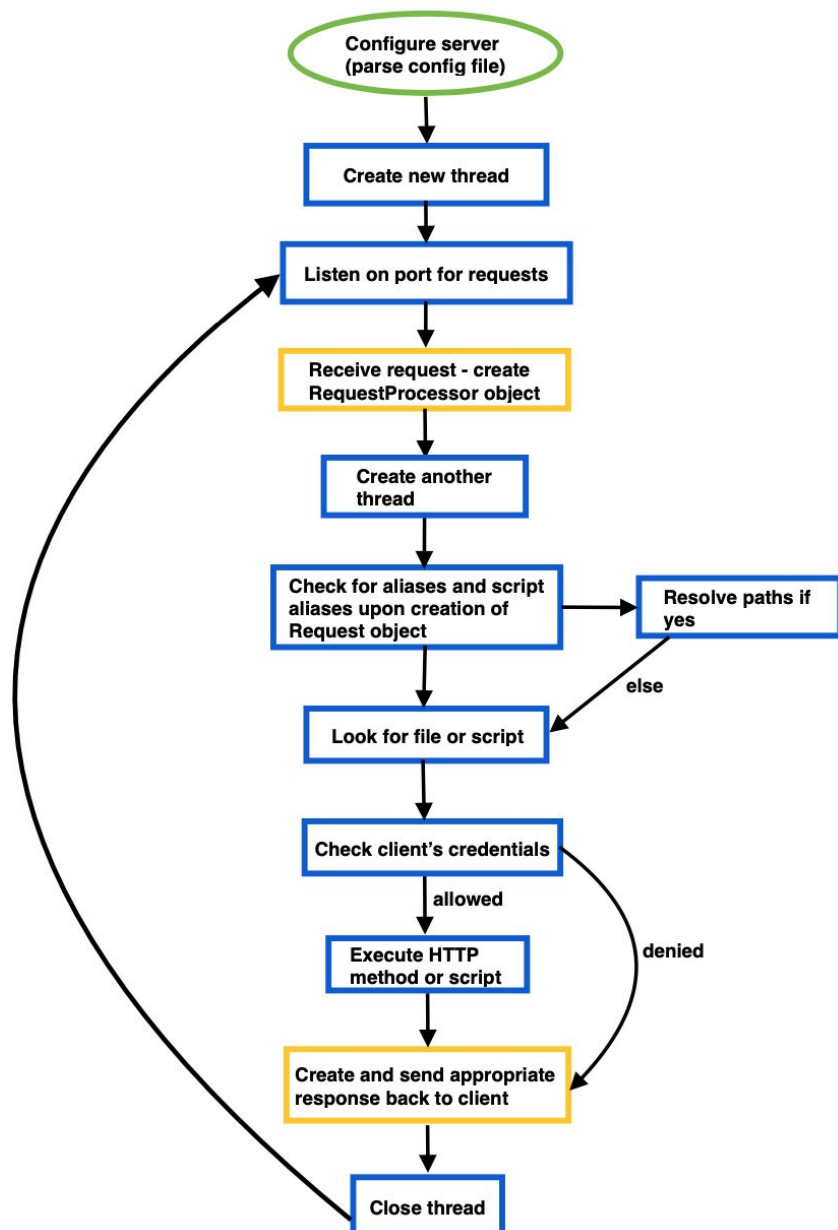 Configure server
(parse config file)
Create new thread
Listen on port for requests
Receive request - create
RequestProcessor object
Create another
thread
Check for aliases and script
aliases upon creation of
Request object
Resolve paths if
yes
else
Look for file or script
Check client's credentials
allowed
denied
Execute HTTP
method or script
Create and send appropriate
response back to client
Close thread